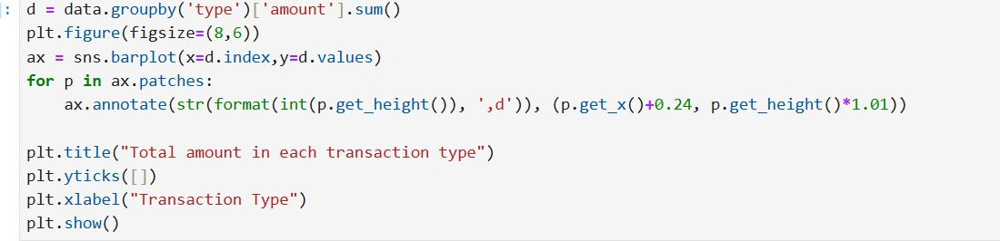 ]: d = data.groupby('type')['amount'].sum()
plt.figure(figsize=(8,6))
ax = sns.barplot(x=d.index,y=d.values)
for p in ax.patches:
    ax.annotate(str(format(int(p.get_height()), ',d')), (p.get_x()+0.24, p.get_height()*1.01))
plt.title("Total amount in each transaction type")
plt.yticks([])
plt.xlabel("Transaction Type")
plt.show()